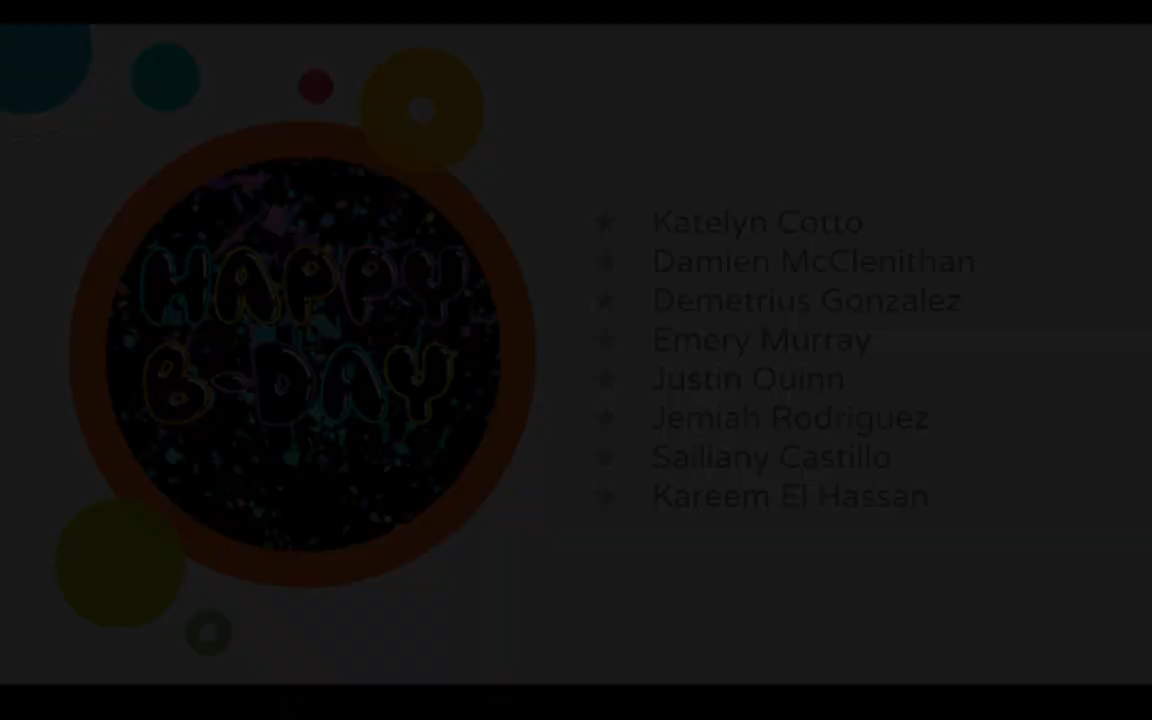 HAPPY
B-DAY
★ Katelyn Cotto
★ Damien McClenithan
★ Demetrius Gonzalez
★ Emery Murray
★ Justin Quinn
★ Jemiah Rodriguez
★ Sailiany Castillo
★ Kareem El Hassan